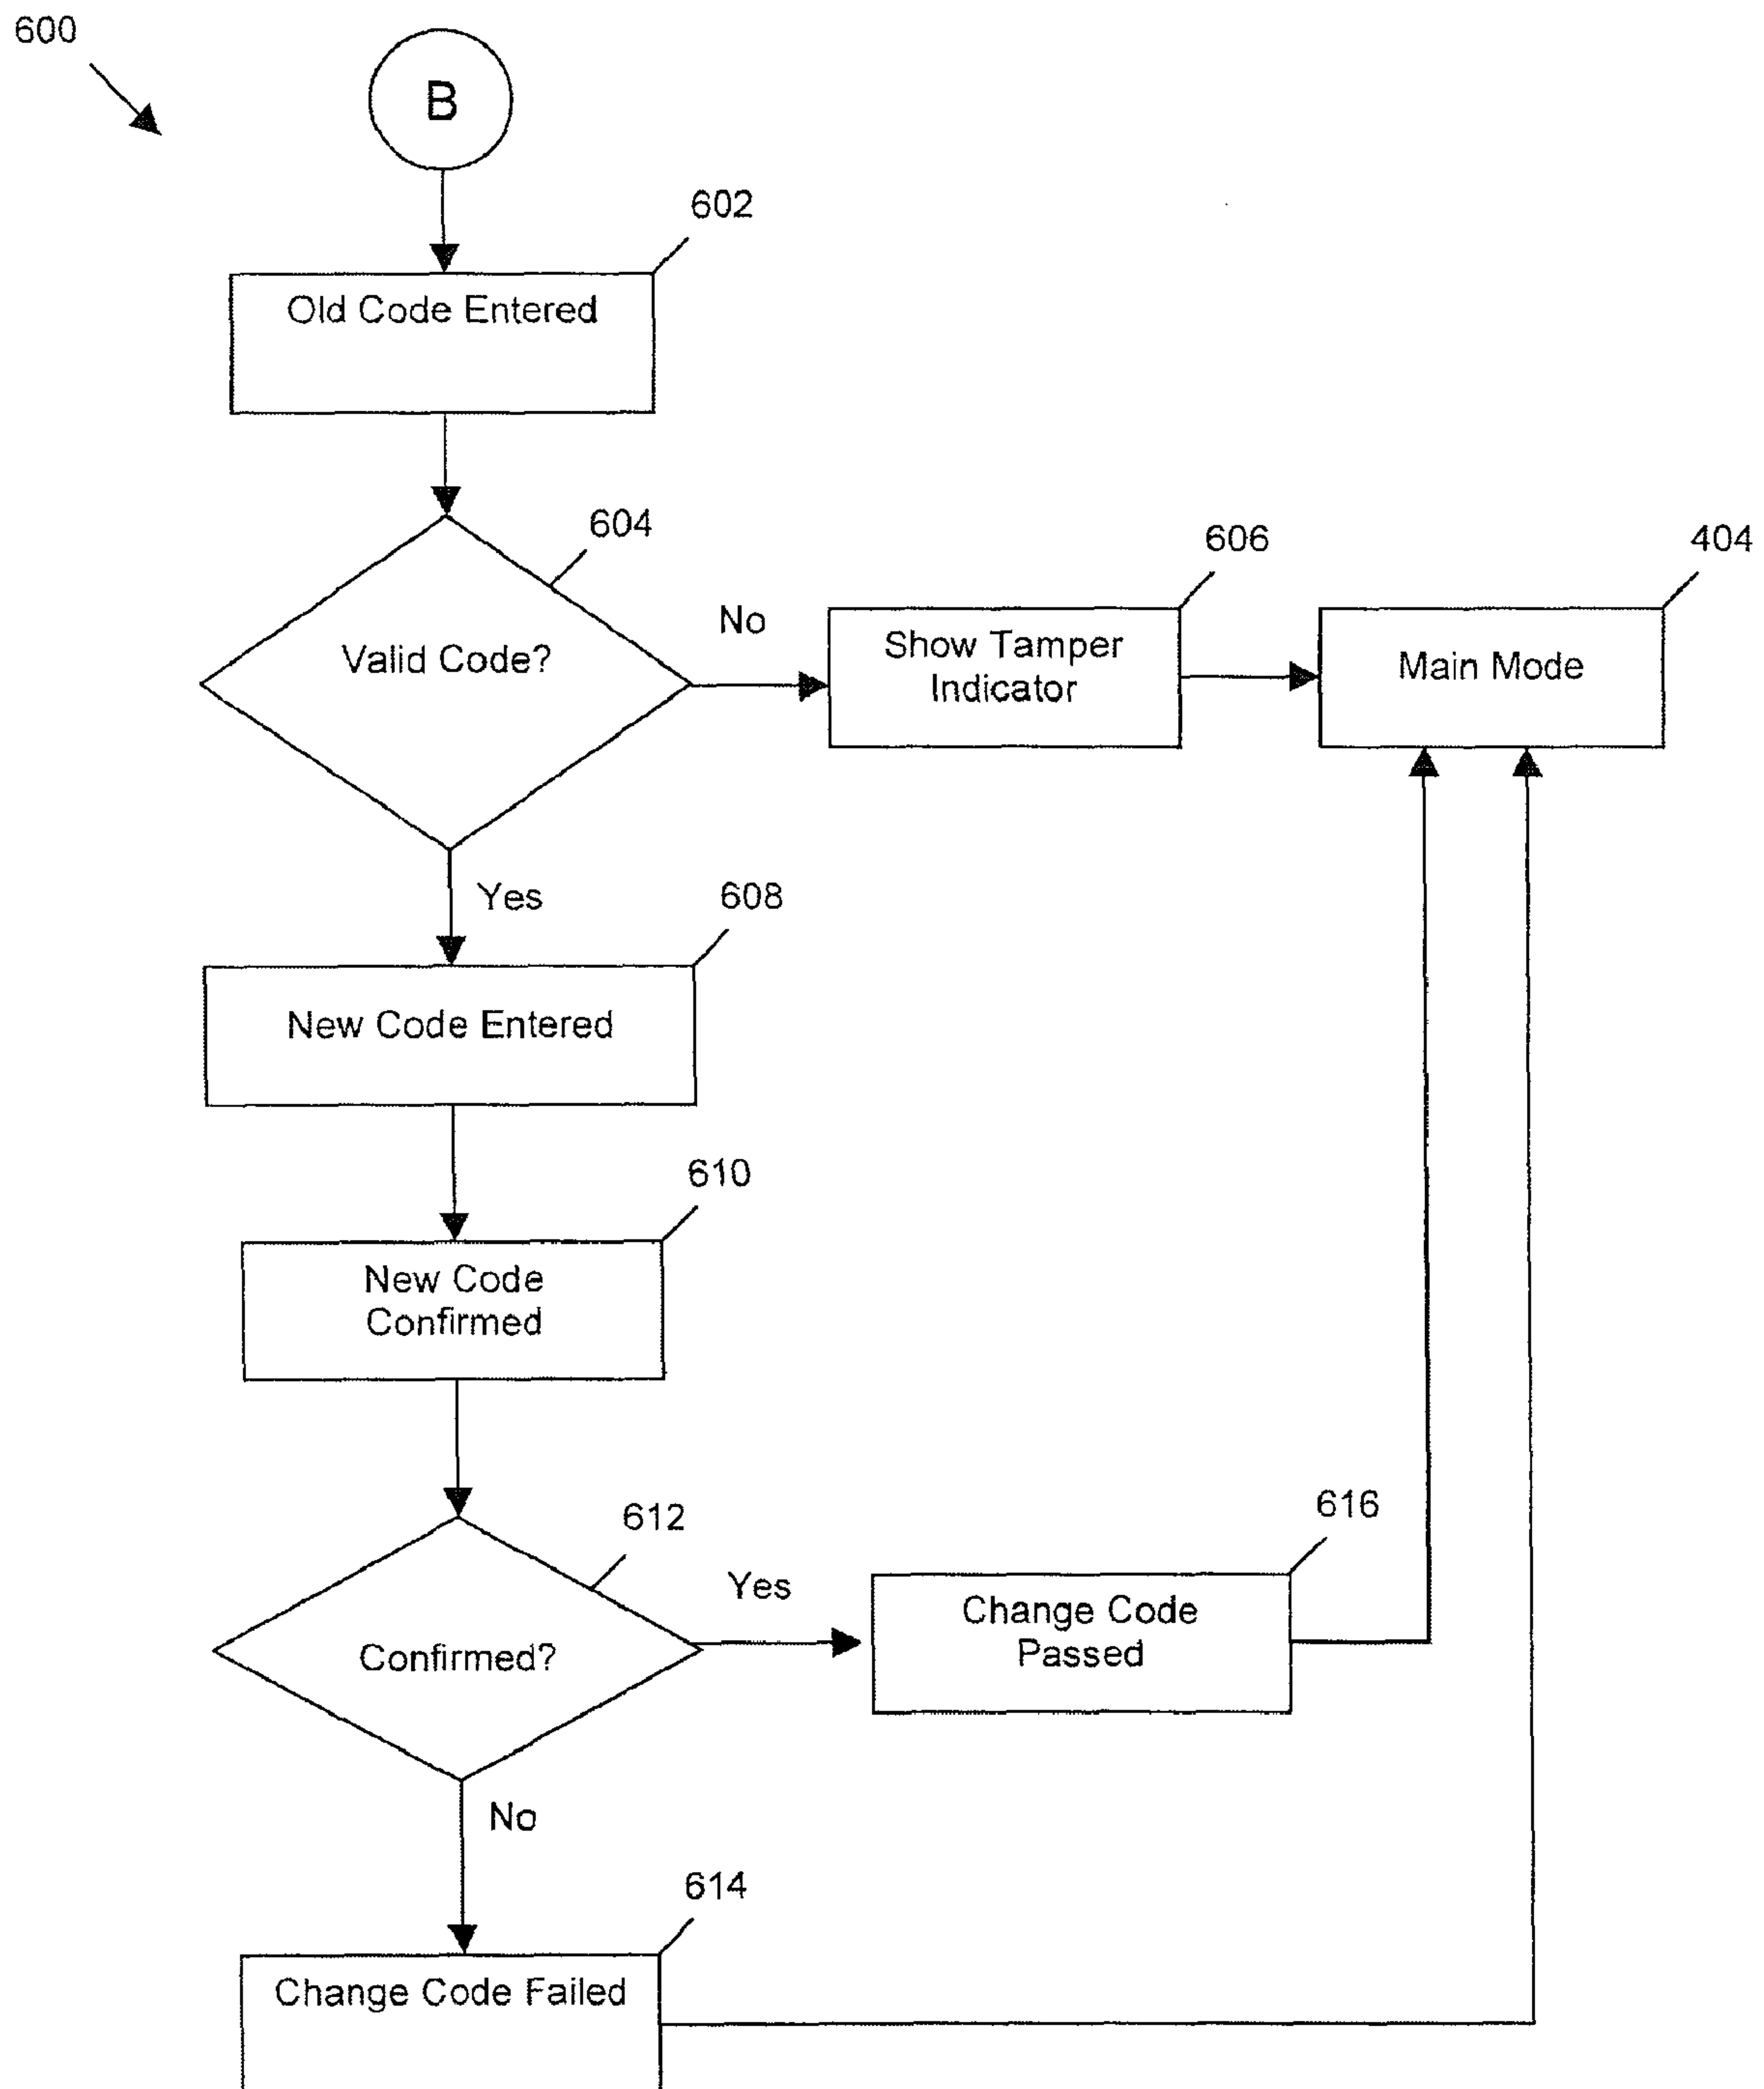 600
B
602
Old Code Entered
604
606
404
Valid Code?
No
Show Tamper
Indicator
Main Mode
Yes
608
New Code Entered
610
New Code
Confirmed
612
616
Confirmed?
Yes
Change Code
Passed
No
614
Change Code Failed